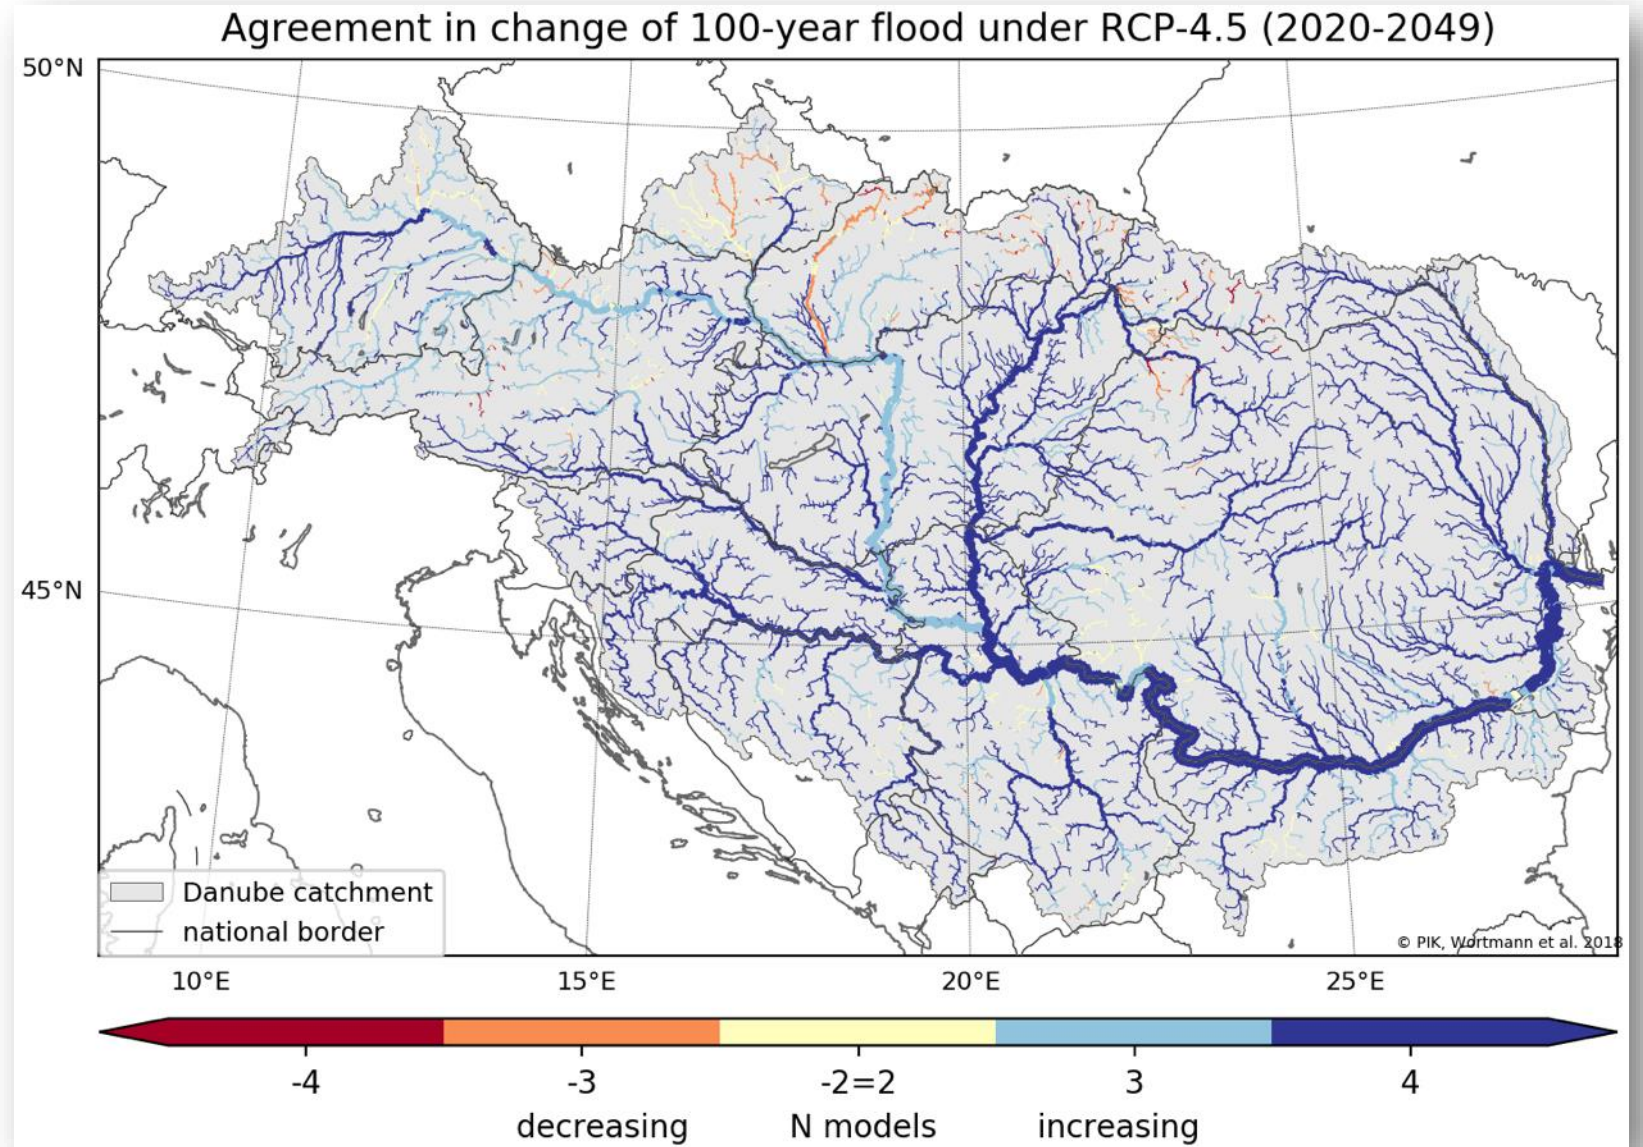 Agreement in change of 100-year flood under RCP-4.5 (2020-2049)
50°N
45°N
Danube catchment
national border
© PIK, Wortmann et al. 2018
10°E 15°E 20°E 25°E
-4 -3 -2=2 3 4
decreasing N models increasing